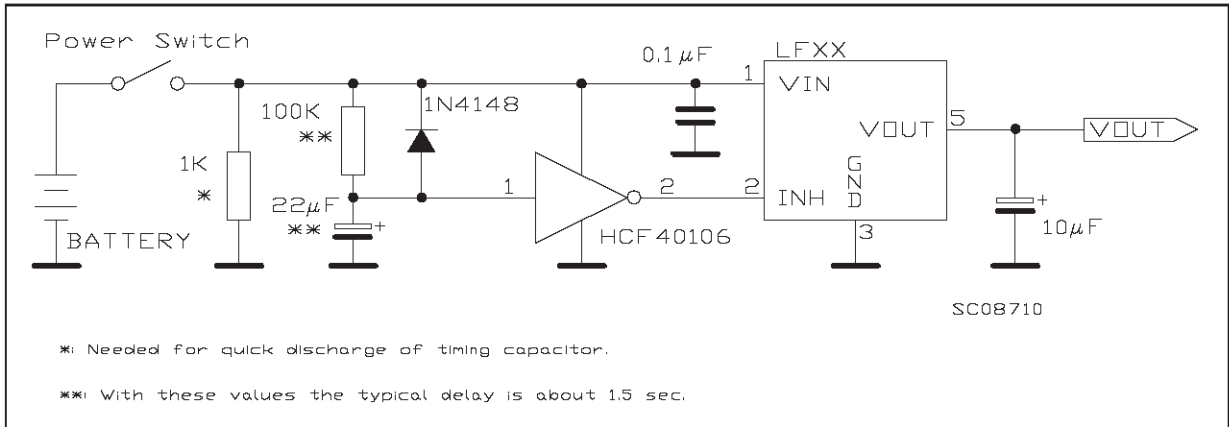 Power Switch
0.1µF
LFXX
1
VIN
100K
**
1N4148
VOUT
5
VOUT
1K
*
GND
1
2
2
INH
22µF
**
+
HCF40106
BATTERY
3
+
10µF
SC08710
*: Needed for quick discharge of timing capacitor.
**: With these values the typical delay is about 1.5 sec.